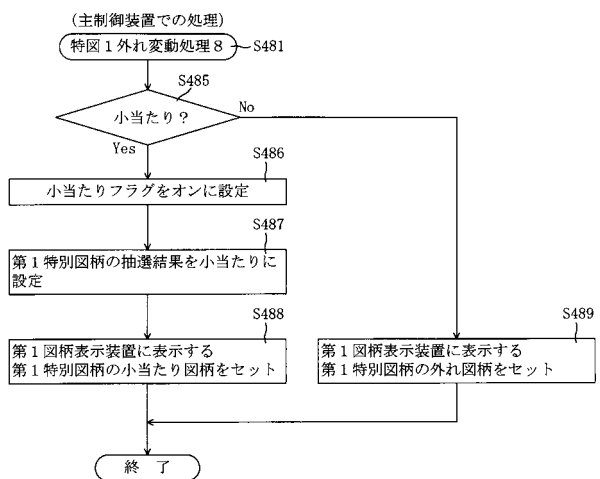 (主制御装置での処理)
特図1外れ変動処理8
S481
S485
小当たり?
No
Yes
S486
小当たりフラグをオンに設定
S487
第1特別図柄の抽選結果を小当たりに
設定
S488
第1図柄表示装置に表示する
第1特別図柄の小当たり図柄をセット
S489
第1図柄表示装置に表示する
第1特別図柄の外れ図柄をセット
終 了